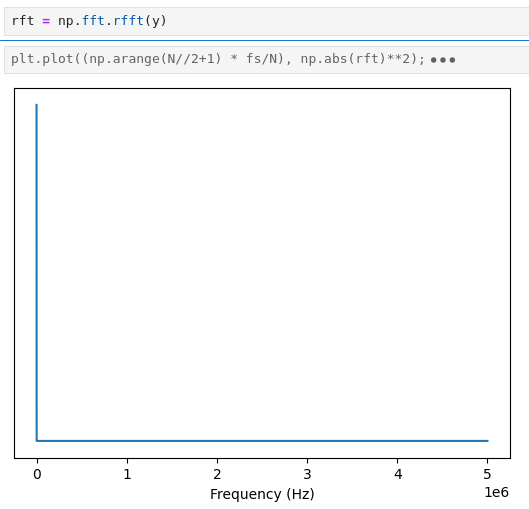 rft = np.fft.rfft(y)
plt.plot((np.arange(N//2+1) * fs/N), np.abs(rft)**2);●●●
0 1 2 3 4 5
1e6
Frequency (Hz)